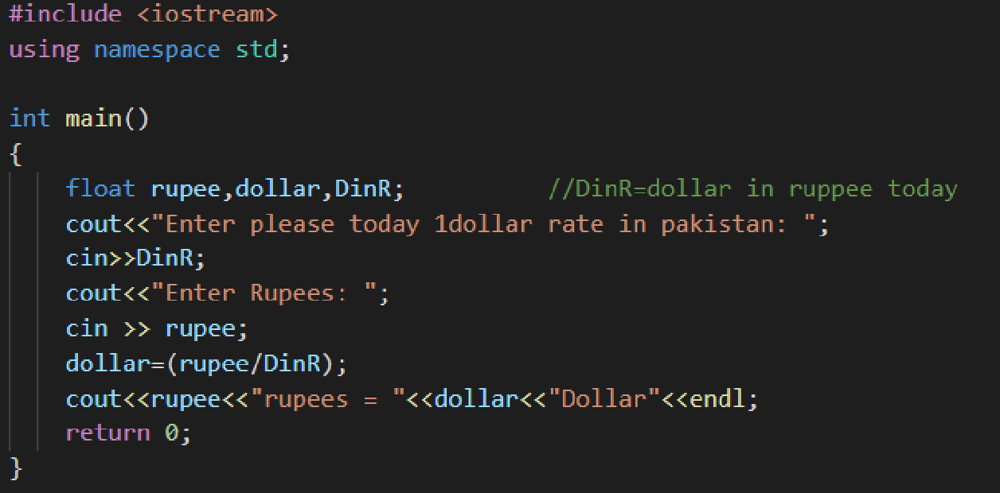 #include <iostream>
using namespace std;
int main()
{
float rupee,dollar,DinR; //DinR=dollar in ruppee today
cout<<"Enter please today 1dollar rate in pakistan: ";
cin>>DinR;
cout<<"Enter Rupees: ";
cin >> rupee;
dollar=(rupee/DinR);
cout<<rupee<<"rupees = "<<dollar<<"Dollar"<<endl;
return 0;
}